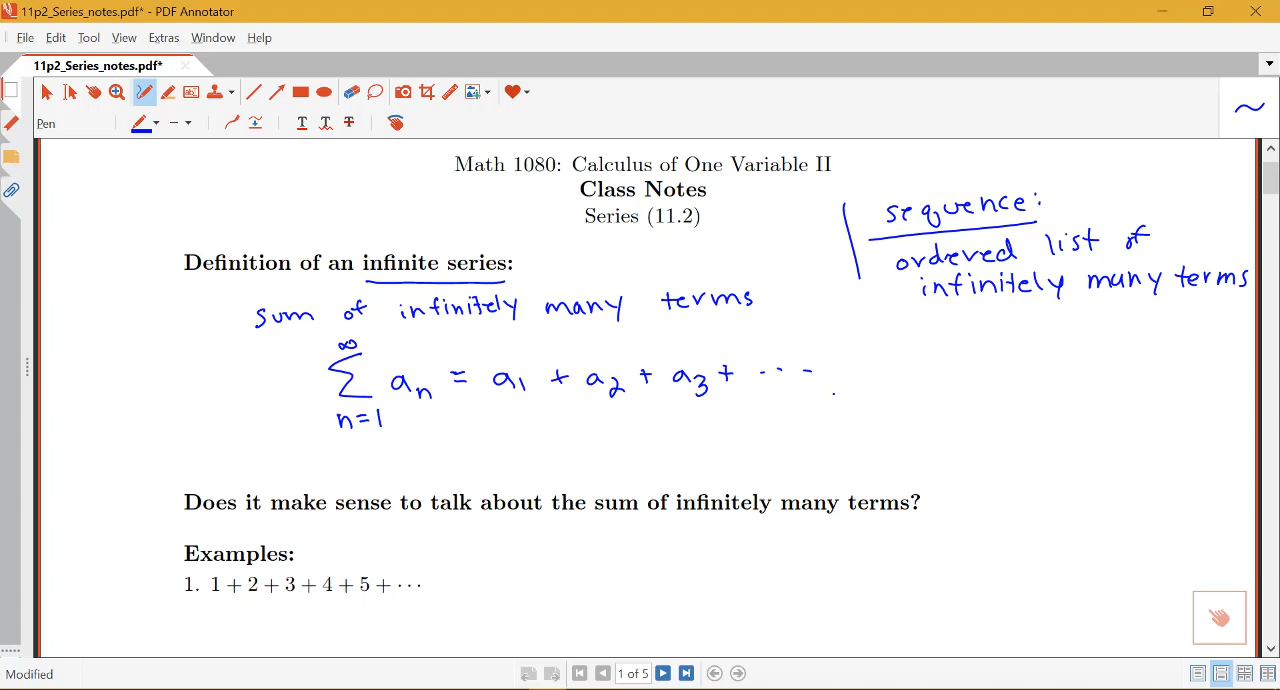 11p2_Series_notes.pdf* - PDF Annotator
File Edit Tool View Extras Window Help
11p2_Series_notes.pdf*
Pen
Math 1080: Calculus of One Variable II
Class Notes
Series (11.2)
sequence:
ordered list of
infinitely many terms
Definition of an infinite series:
sum of infinitely many terms
∞
∑ aₙ = a₁ + a₂ + a₃ + ···
n=1
Does it make sense to talk about the sum of infinitely many terms?
Examples:
1. 1 + 2 + 3 + 4 + 5 + ···
Modified
1 of 5